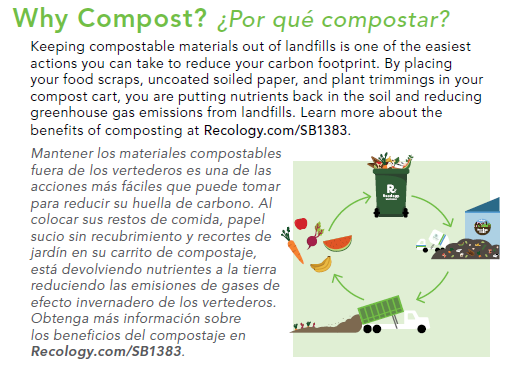 Why Compost? ¿Por qué compostar?
Keeping compostable materials out of landfills is one of the easiest
actions you can take to reduce your carbon footprint. By placing
your food scraps, uncoated soiled paper, and plant trimmings in your
compost cart, you are putting nutrients back in the soil and reducing
greenhouse gas emissions from landfills. Learn more about the
benefits of composting at Recology.com/SB1383.
Mantener los materiales compostables
fuera de los vertederos es una de las
acciones más fáciles que puede tomar
para reducir su huella de carbono. Al
colocar sus restos de comida, papel
sucio sin recubrimiento y recortes de
jardín en su carrito de compostaje,
está devolviendo nutrientes a la tierra
reduciendo las emisiones de gases de
efecto invernadero de los vertederos.
Obtenga más información sobre
los beneficios del compostaje en
Recology.com/SB1383.
Recology